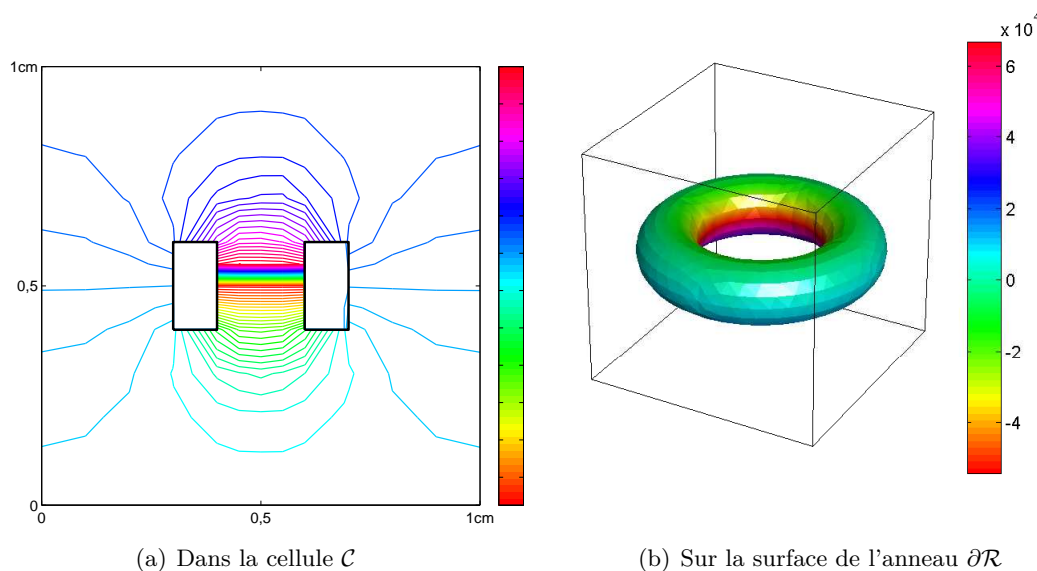 1cm
0,5
0
0
0,5
1cm
x 10⁴
6
4
2
0
-2
-4
(a) Dans la cellule 𝒞
(b) Sur la surface de l'anneau ∂ℛ